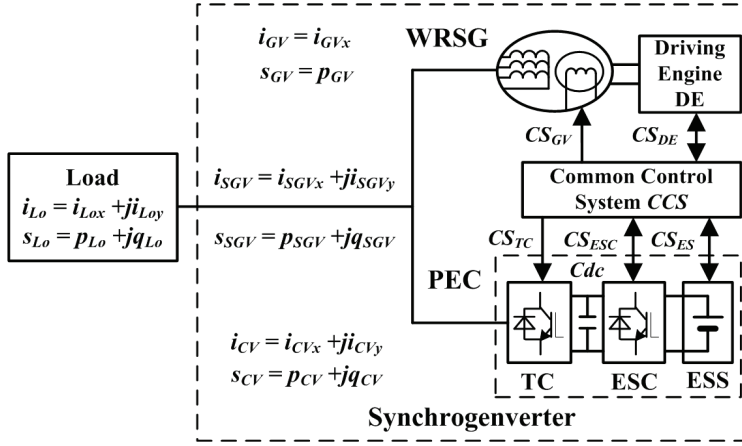 i_GV = i_GVx
s_GV = p_GV
WRSG
Driving
Engine
DE
CS_GV
CS_DE
Load
i_Lo = i_Lox +ji_Loy
s_Lo = p_Lo +jq_Lo
i_SGV = i_SGVx +ji_SGVy
s_SGV = p_SGV +jq_SGV
Common Control
System CCS
CS_TC
CS_ESC
CS_ES
PEC
Cdc
i_CV = i_CVx +ji_CVy
s_CV = p_CV +jq_CV
TC
ESC
ESS
Synchrogenverter